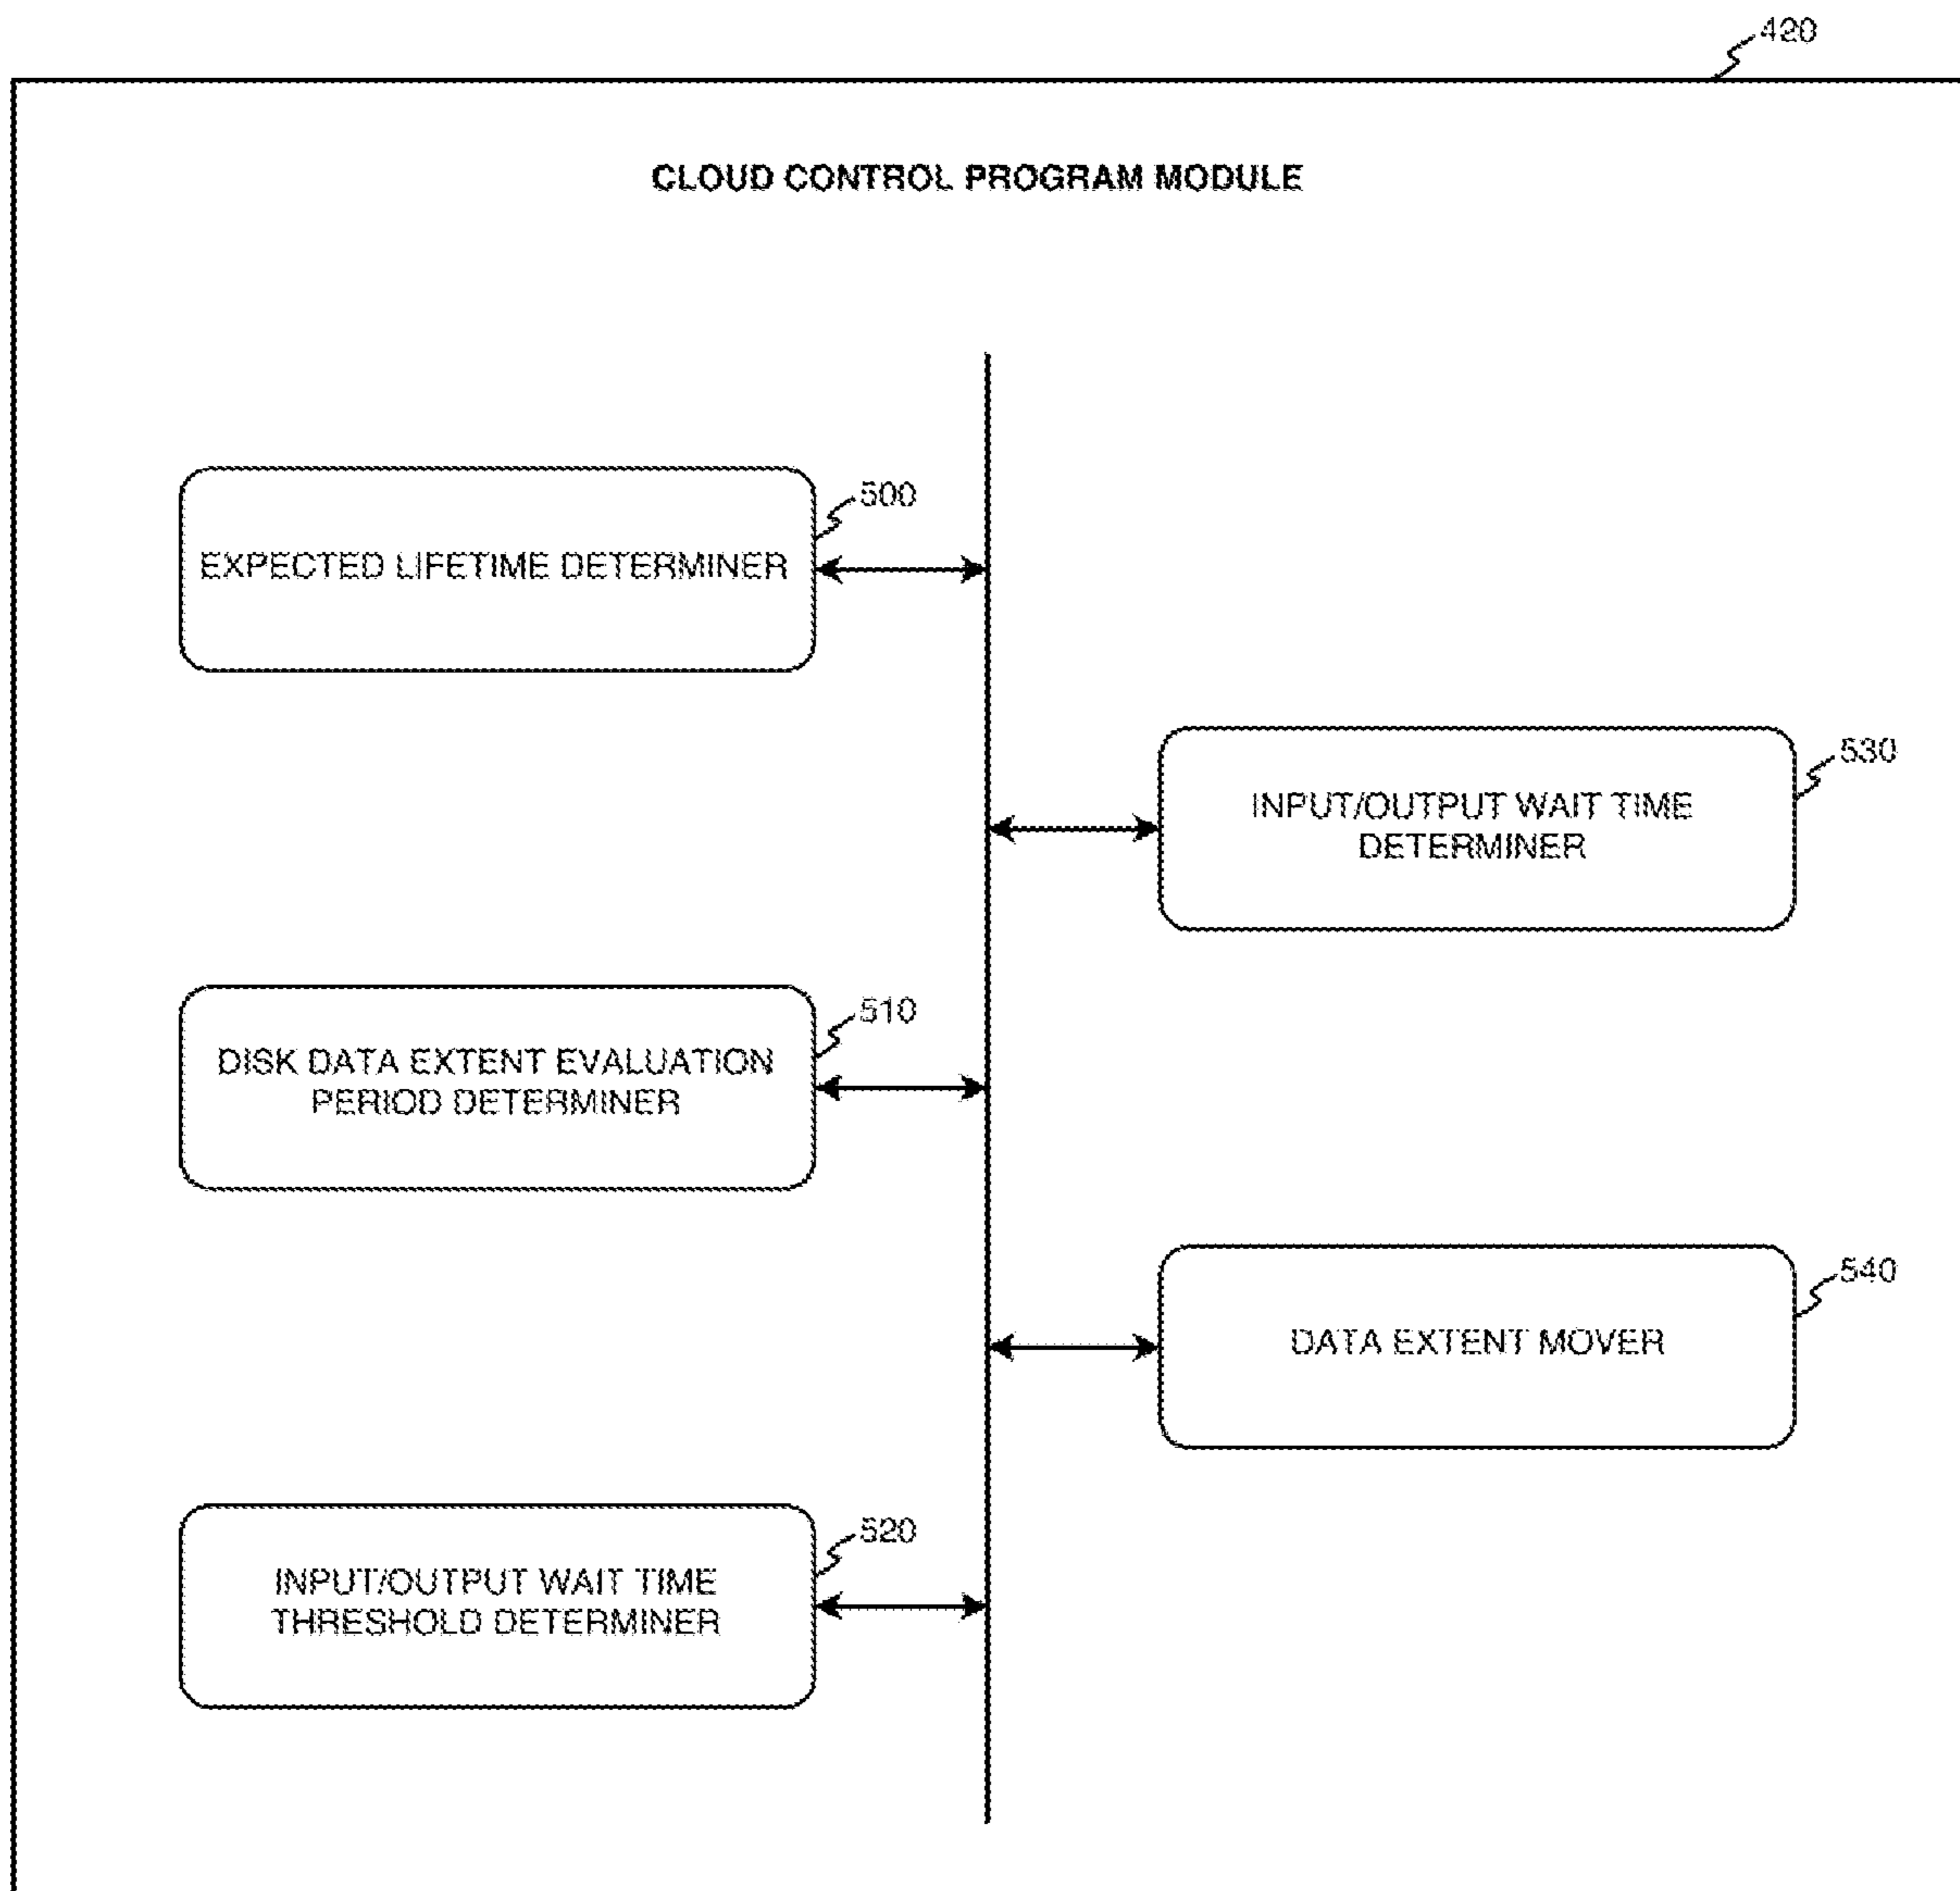 420
CLOUD CONTROL PROGRAM MODULE
500
EXPECTED LIFETIME DETERMINER
530
INPUT/OUTPUT WAIT TIME
DETERMINER
510
DISK DATA EXTENT EVALUATION
PERIOD DETERMINER
540
DATA EXTENT MOVER
520
INPUT/OUTPUT WAIT TIME
THRESHOLD DETERMINER